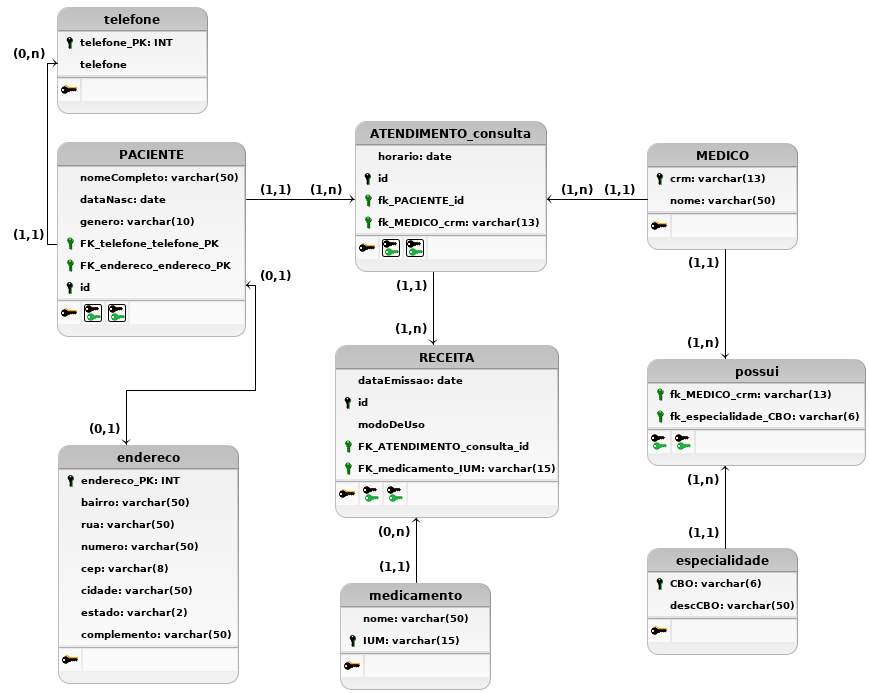 telefone
telefone_PK: INT
telefone
(0,n)
(1,1)
PACIENTE
nomeCompleto: varchar(50)
dataNasc: date
genero: varchar(10)
FK_telefone_telefone_PK
FK_endereco_endereco_PK
id
(1,1)
(1,n)
ATENDIMENTO_consulta
horario: date
id
fk_PACIENTE_id
fk_MEDICO_crm: varchar(13)
(1,n)
(1,1)
MEDICO
crm: varchar(13)
nome: varchar(50)
(0,1)
(0,1)
endereco
endereco_PK: INT
bairro: varchar(50)
rua: varchar(50)
numero: varchar(50)
cep: varchar(8)
cidade: varchar(50)
estado: varchar(2)
complemento: varchar(50)
(1,1)
(1,n)
RECEITA
dataEmissao: date
id
modoDeUso
FK_ATENDIMENTO_consulta_id
FK_medicamento_IUM: varchar(15)
(0,n)
(1,1)
medicamento
nome: varchar(50)
IUM: varchar(15)
(1,1)
(1,n)
possui
fk_MEDICO_crm: varchar(13)
fk_especialidade_CBO: varchar(6)
(1,n)
(1,1)
especialidade
CBO: varchar(6)
descCBO: varchar(50)